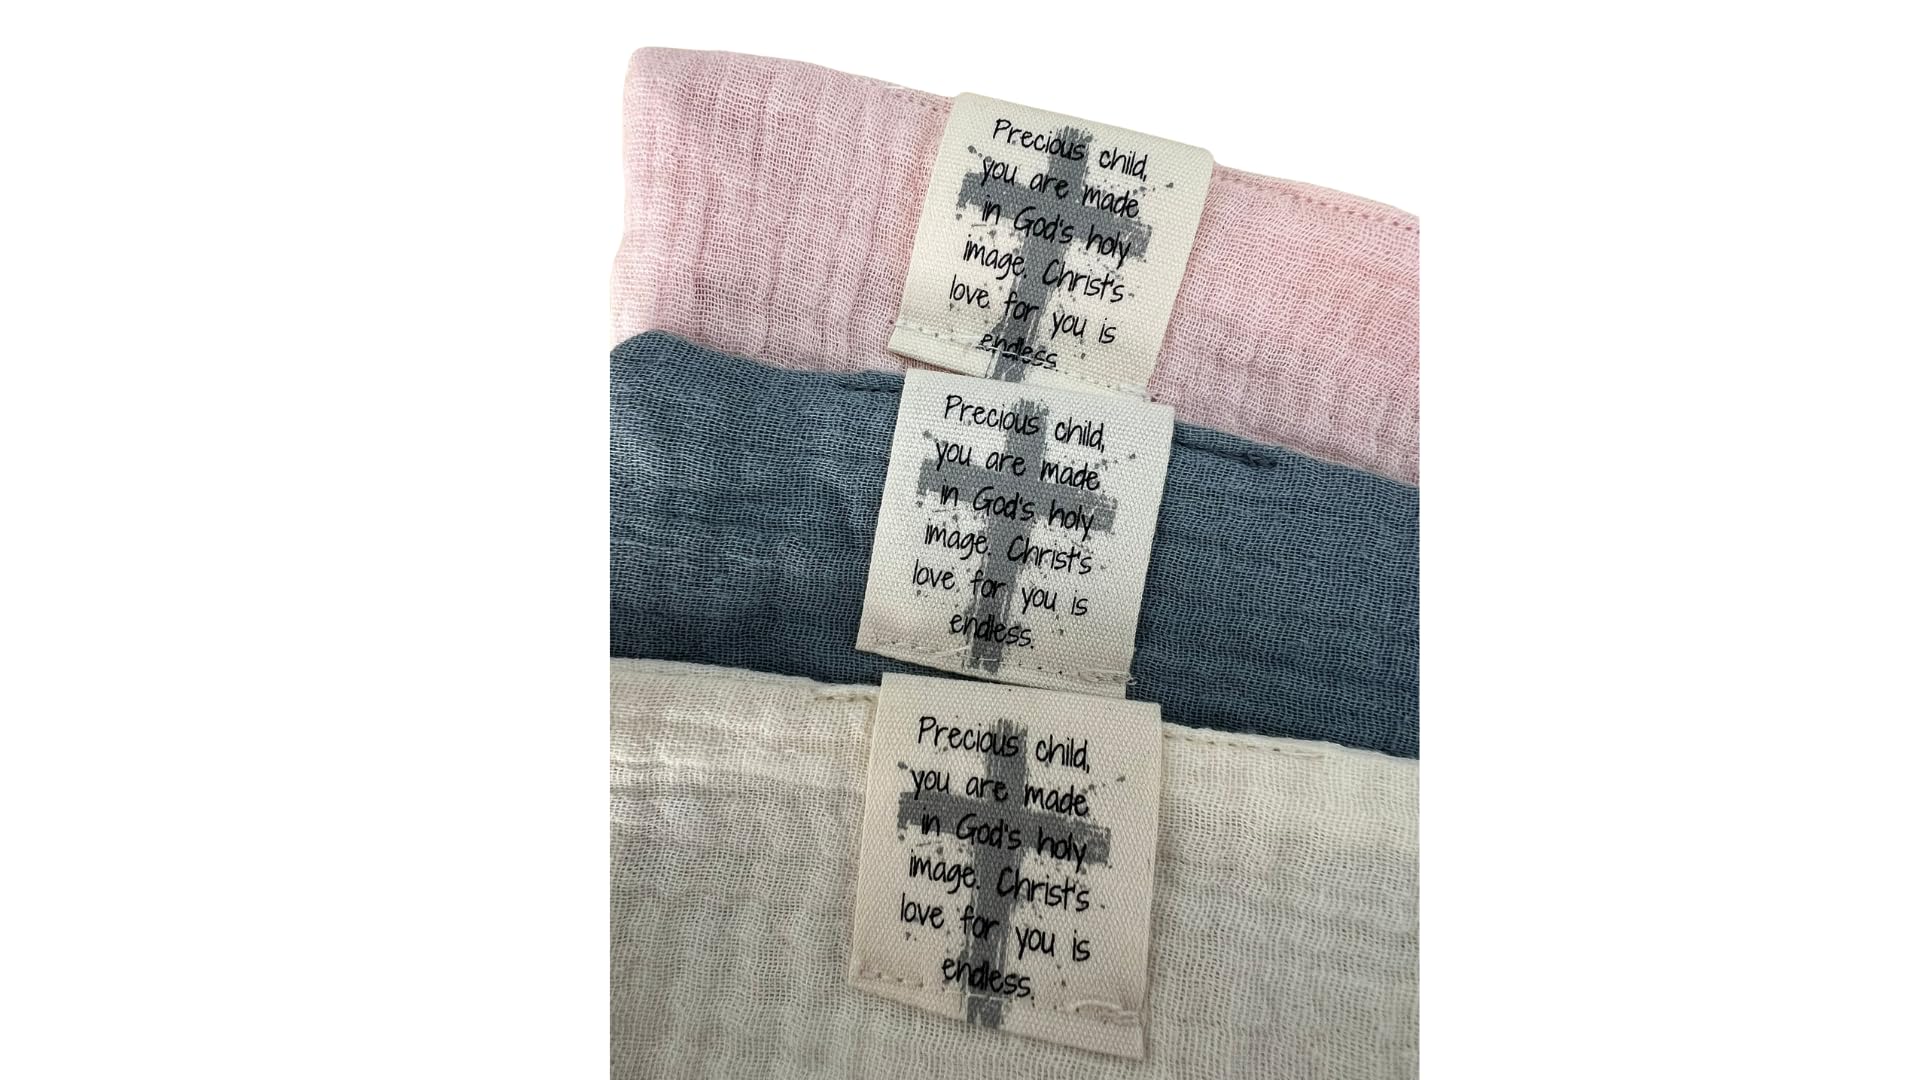 Precious child,
you are made
in God's holy
image. Christ's
love for you is
endless.
Precious child,
you are made
in God's holy
image. Christ's
love for you is
endless.
Precious child,
you are made
in God's holy
image. Christ's
love for you is
endless.